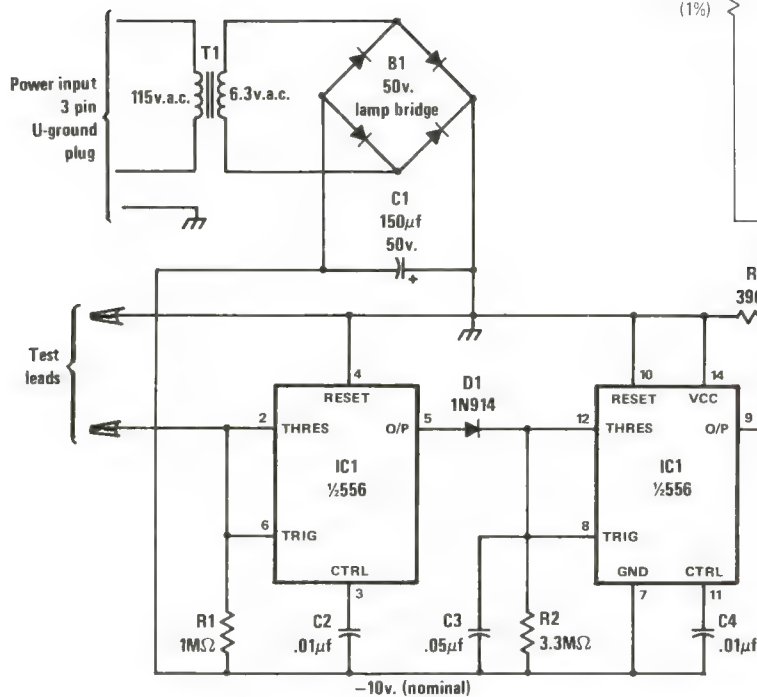 (1%)
T1
Power input
3 pin
U-ground
plug
115v.a.c.
6.3v.a.c.
B1
50v.
lamp bridge
C1
150µf
50v.
+
R
390
Test
leads
4
RESET
2
THRES
O/P
5
IC1
½556
6
TRIG
CTRL
3
D1
1N914
10
14
RESET
VCC
12
THRES
O/P
9
IC1
½556
8
TRIG
GND
CTRL
7
11
R1
1MΩ
C2
.01µf
C3
.05µf
R2
3.3MΩ
C4
.01µf
−10v. (nominal)